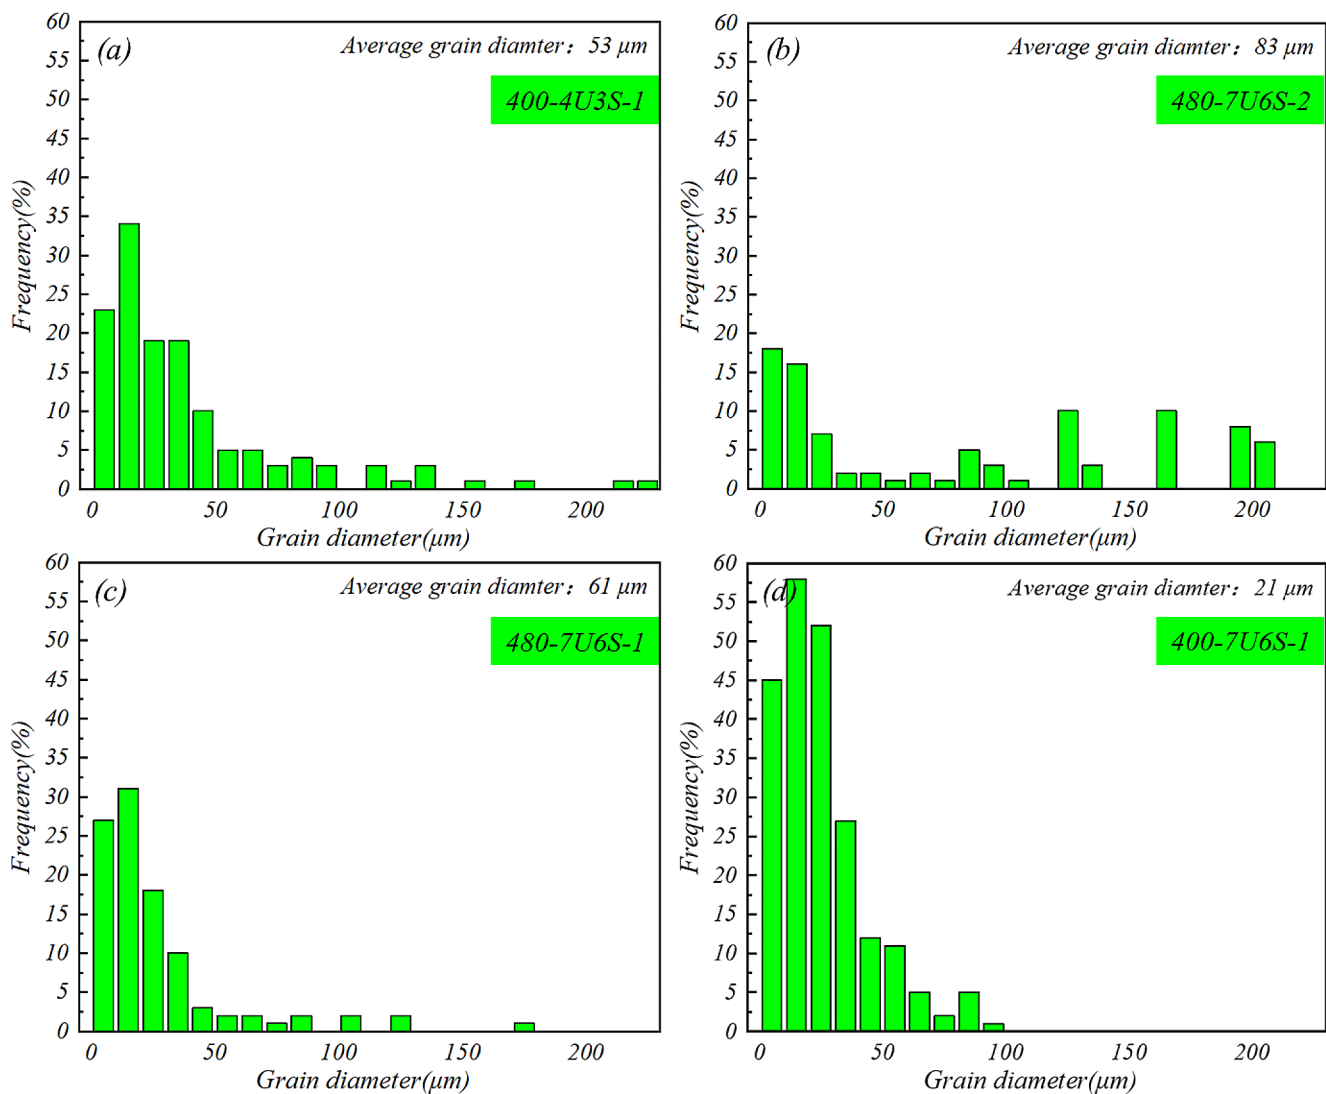 (a)
Average grain diamter：53 μm
400-4U3S-1
Frequency(%)
60
55
50
45
40
35
30
25
20
15
10
5
0
0 50 100 150 200
Grain diameter(μm)
(b)
Average grain diamter：83 μm
480-7U6S-2
Frequency(%)
60
55
50
45
40
35
30
25
20
15
10
5
0
0 50 100 150 200
Grain diameter(μm)
(c)
Average grain diamter：61 μm
480-7U6S-1
Frequency(%)
60
55
50
45
40
35
30
25
20
15
10
5
0
0 50 100 150 200
Grain diameter(μm)
(d)
Average grain diamter：21 μm
400-7U6S-1
Frequency(%)
60
55
50
45
40
35
30
25
20
15
10
5
0
0 50 100 150 200
Grain diameter(μm)